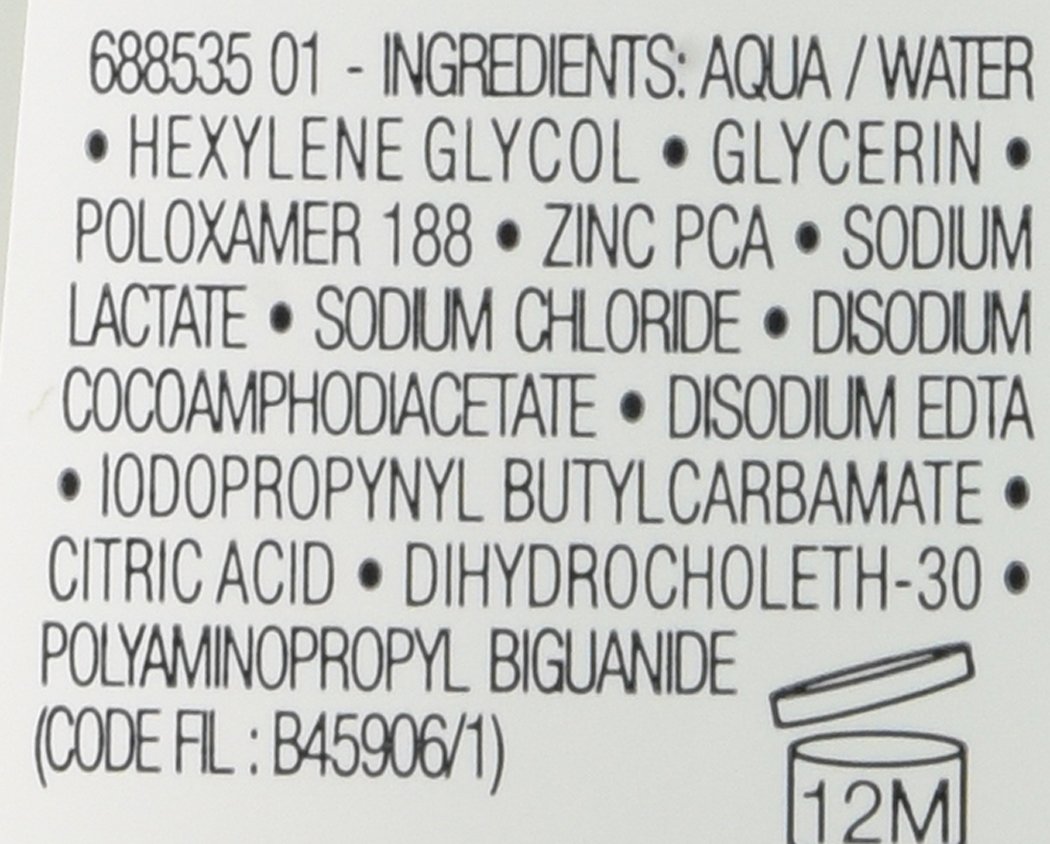 688535 01 - INGREDIENTS: AQUA / WATER
• HEXYLENE GLYCOL • GLYCERIN •
POLOXAMER 188 • ZINC PCA • SODIUM
LACTATE • SODIUM CHLORIDE • DISODIUM
COCOAMPHODIACETATE • DISODIUM EDTA
• IODOPROPYNYL BUTYLCARBAMATE •
CITRIC ACID • DIHYDROCHOLETH-30 •
POLYAMINOPROPYL BIGUANIDE
(CODE FIL : B45906/1)
12M